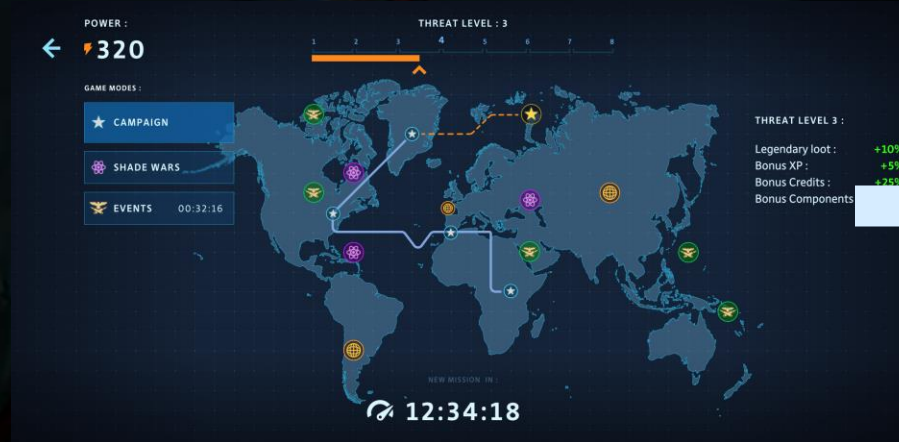 POWER :
320
THREAT LEVEL : 3
1 2 3 4 5 6 7 8
GAME MODES :
CAMPAIGN
SHADE WARS
EVENTS 00:32:16
THREAT LEVEL 3 :
Legendary loot : +10%
Bonus XP : +5%
Bonus Credits : +25%
Bonus Components
NEW MISSION IN :
12:34:18